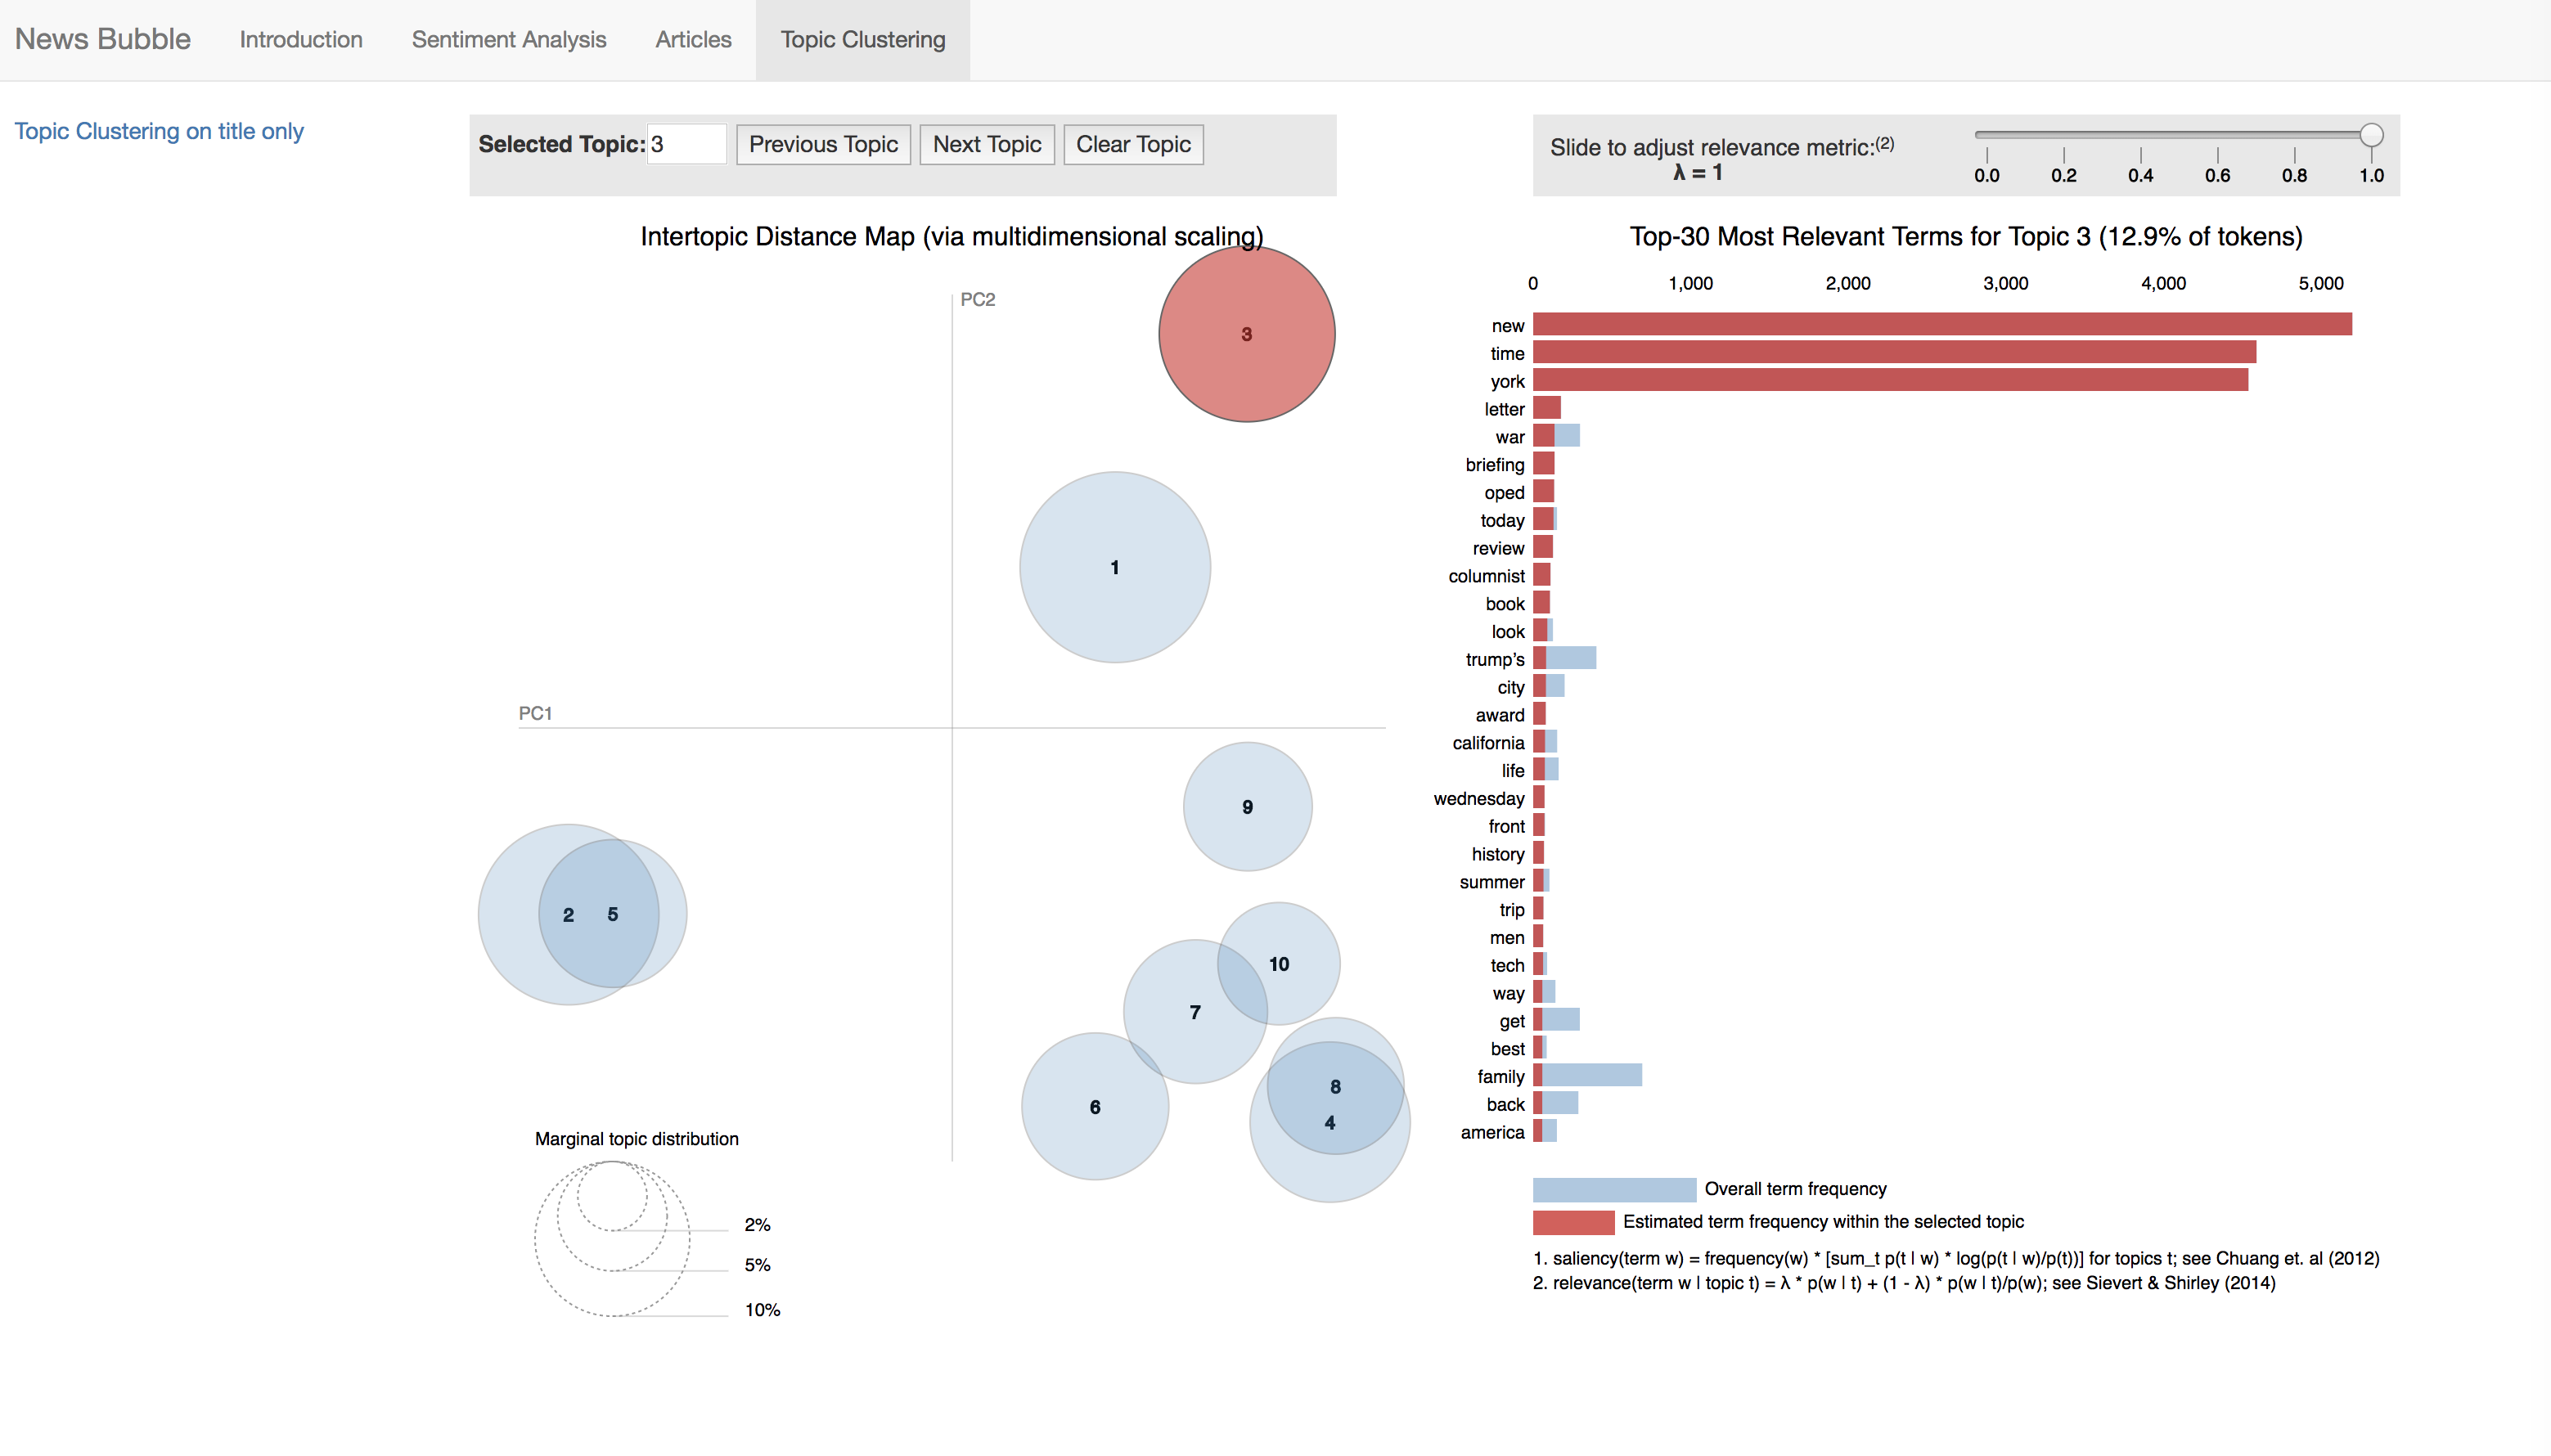 News Bubble Introduction Sentiment Analysis Articles Topic Clustering
Topic Clustering on title only
Selected Topic: 3 Previous Topic Next Topic Clear Topic
Slide to adjust relevance metric:(2)
λ = 1
0.0 0.2 0.4 0.6 0.8 1.0
Intertopic Distance Map (via multidimensional scaling)
PC2
PC1
3
1
9
2 5
10
7
8
6
4
Marginal topic distribution
2%
5%
10%
Top-30 Most Relevant Terms for Topic 3 (12.9% of tokens)
0 1,000 2,000 3,000 4,000 5,000
new
time
york
letter
war
briefing
oped
today
review
columnist
book
look
trump’s
city
award
california
life
wednesday
front
history
summer
trip
men
tech
way
get
best
family
back
america
Overall term frequency
Estimated term frequency within the selected topic
1. saliency(term w) = frequency(w) * [sum_t p(t | w) * log(p(t | w)/p(t))] for topics t; see Chuang et. al (2012)
2. relevance(term w | topic t) = λ * p(w | t) + (1 - λ) * p(w | t)/p(w); see Sievert & Shirley (2014)